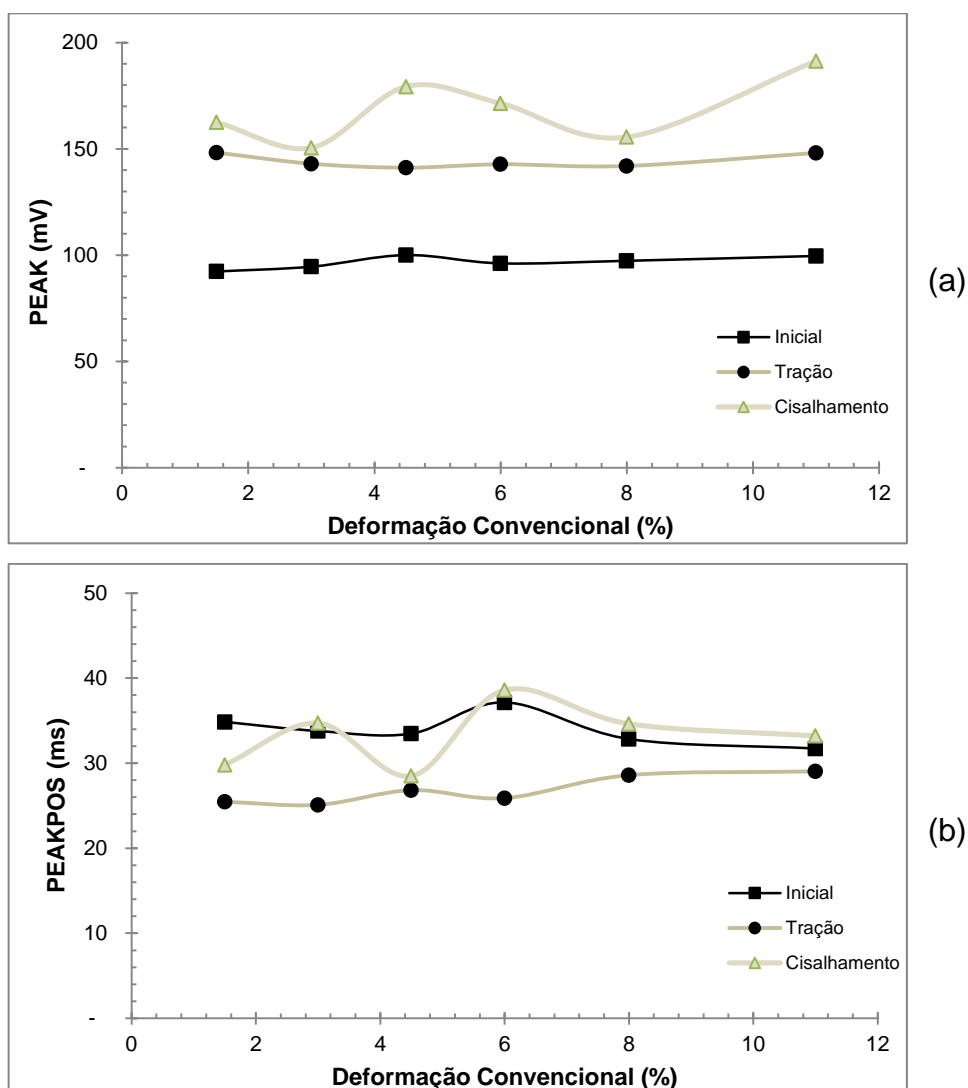 200
150
100
50
-
PEAK (mV)
0 2 4 6 8 10 12
Deformação Convencional (%)
Inicial
Tração
Cisalhamento
(a)
50
40
30
20
10
-
PEAKPOS (ms)
0 2 4 6 8 10 12
Deformação Convencional (%)
Inicial
Tração
Cisalhamento
(b)